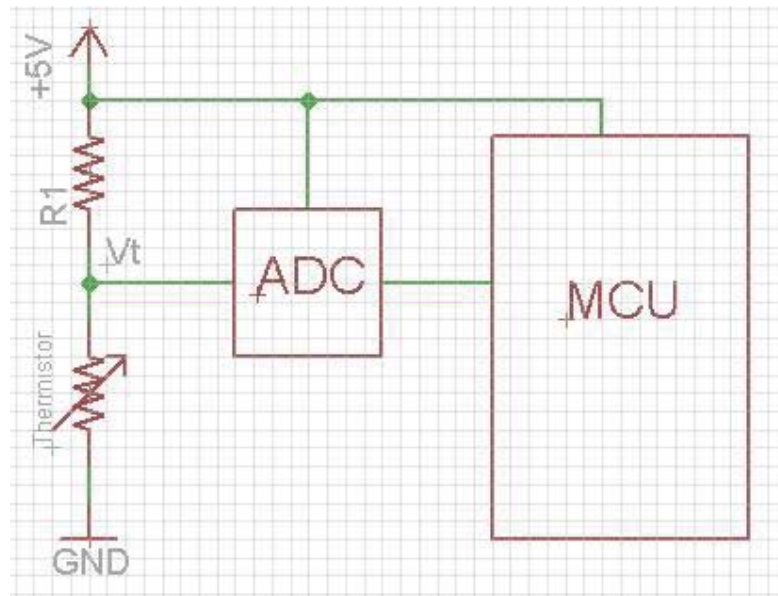 +5V
R1
Vt
ADC
MCU
Thermistor
GND